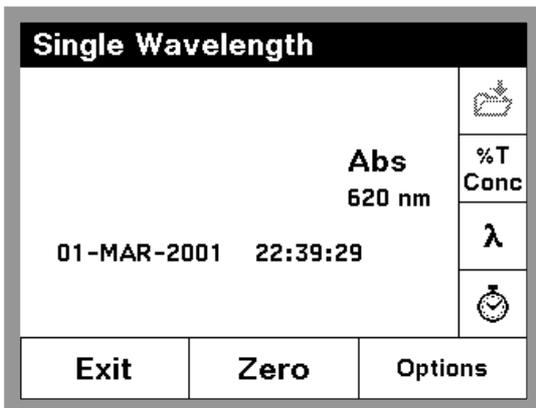 Single Wavelength
Abs
620 nm
01-MAR-2001 22:39:29
%T
Conc
λ
Exit Zero Options